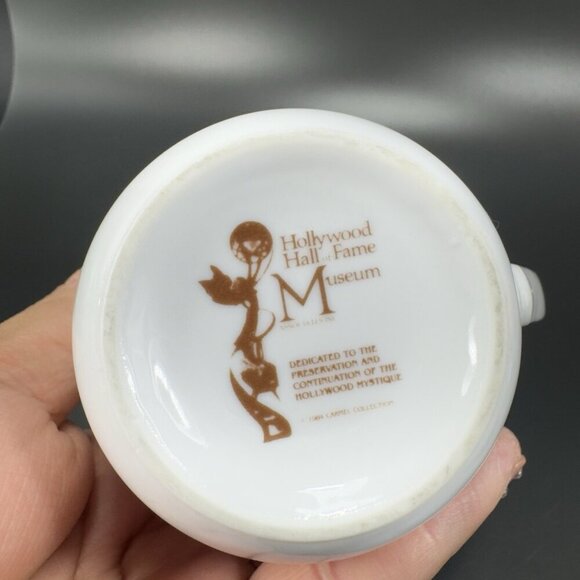 Hollywood
Hall of Fame
Museum
DEDICATED TO THE
PRESERVATION AND
CONTINUATION OF THE
HOLLYWOOD MYSTIQUE
© 1984 CARMEL COLLECTION